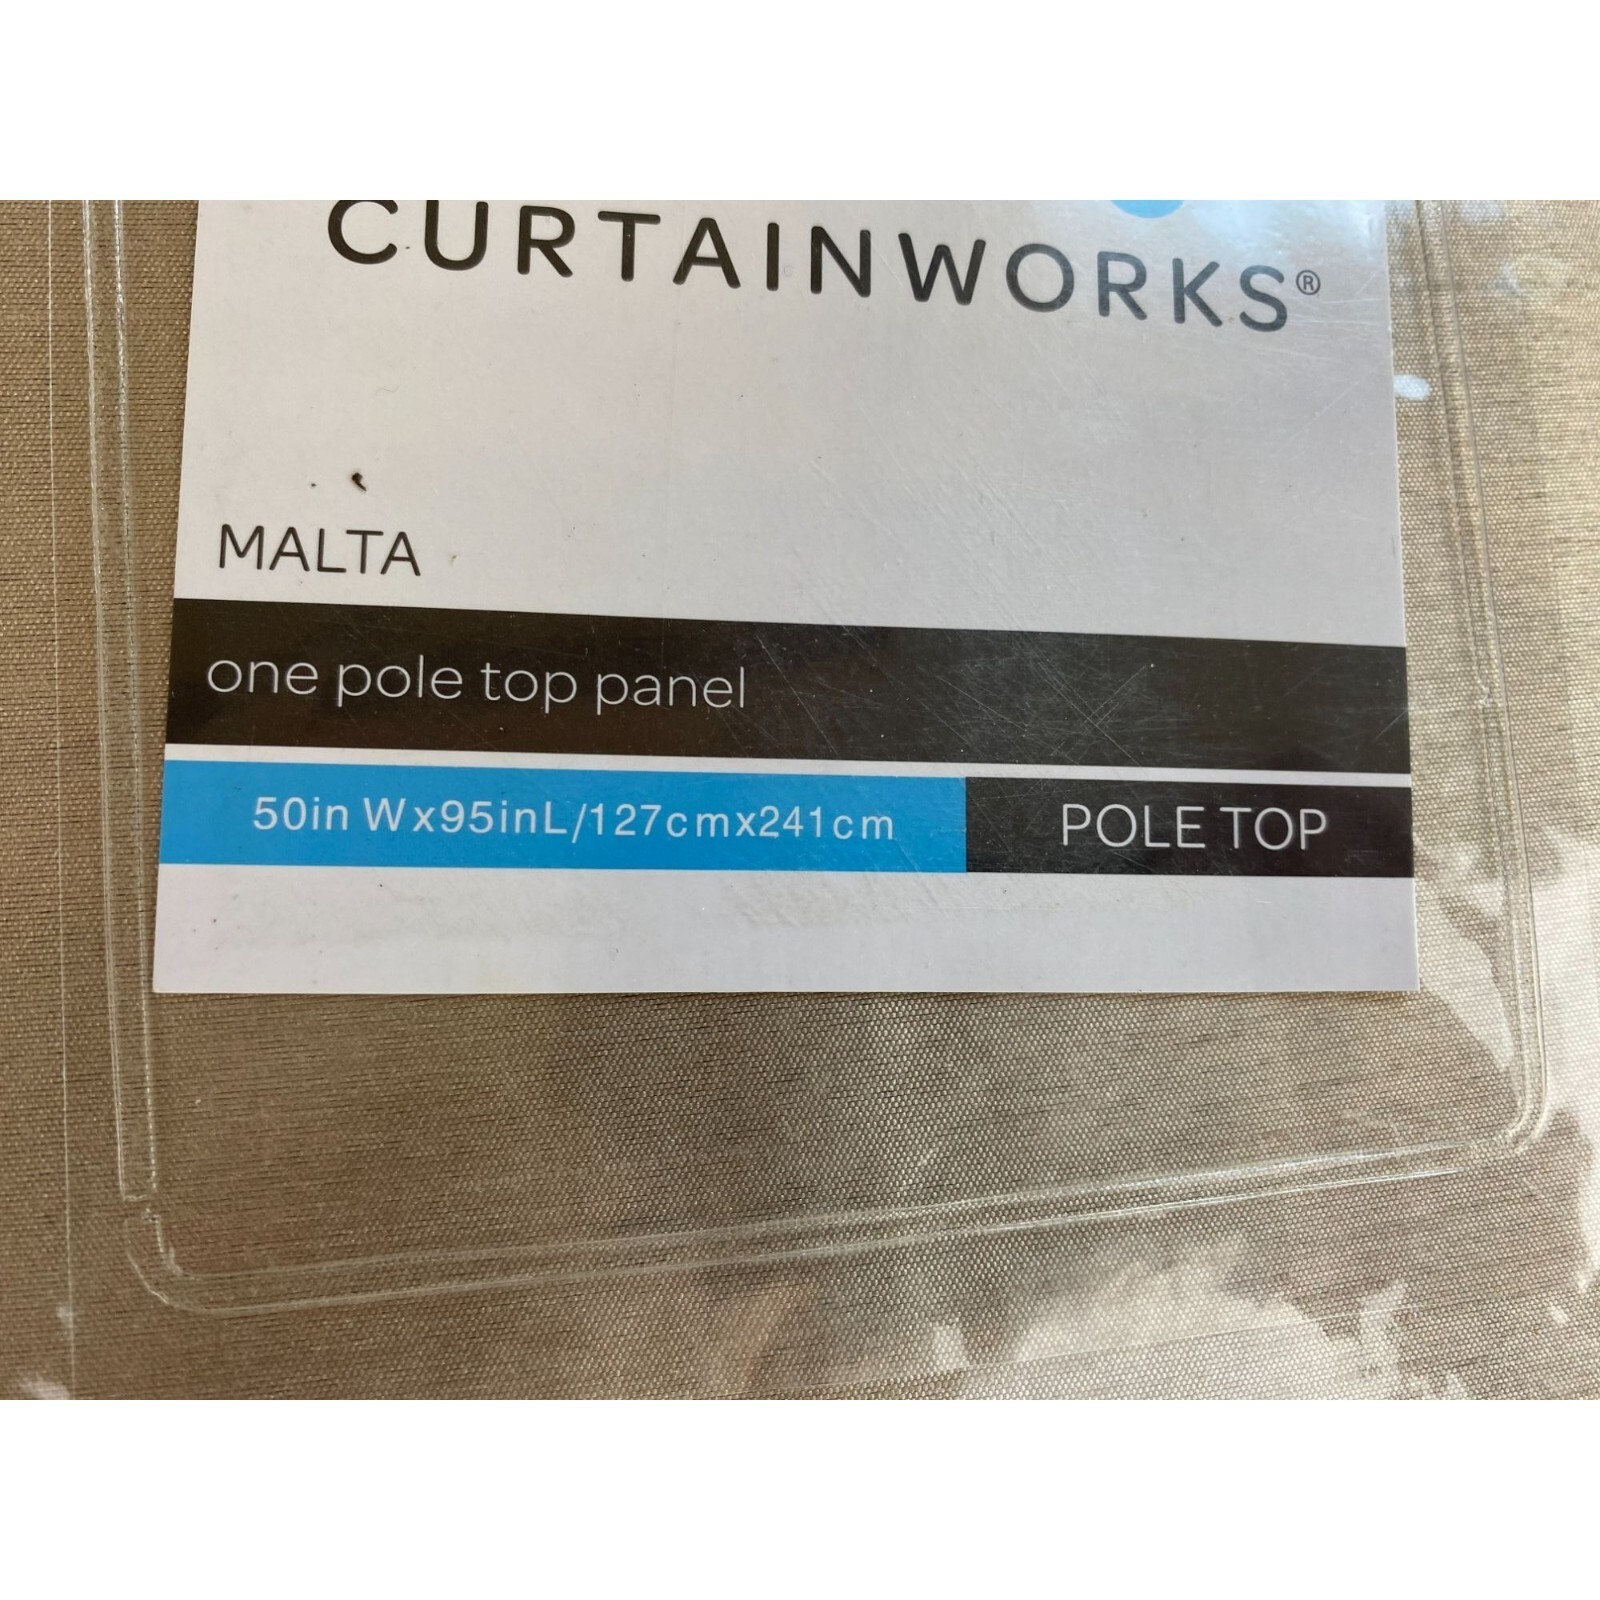 CURTAINWORKS®
MALTA
one pole top panel
50in Wx95inL/127cmx241cm POLE TOP